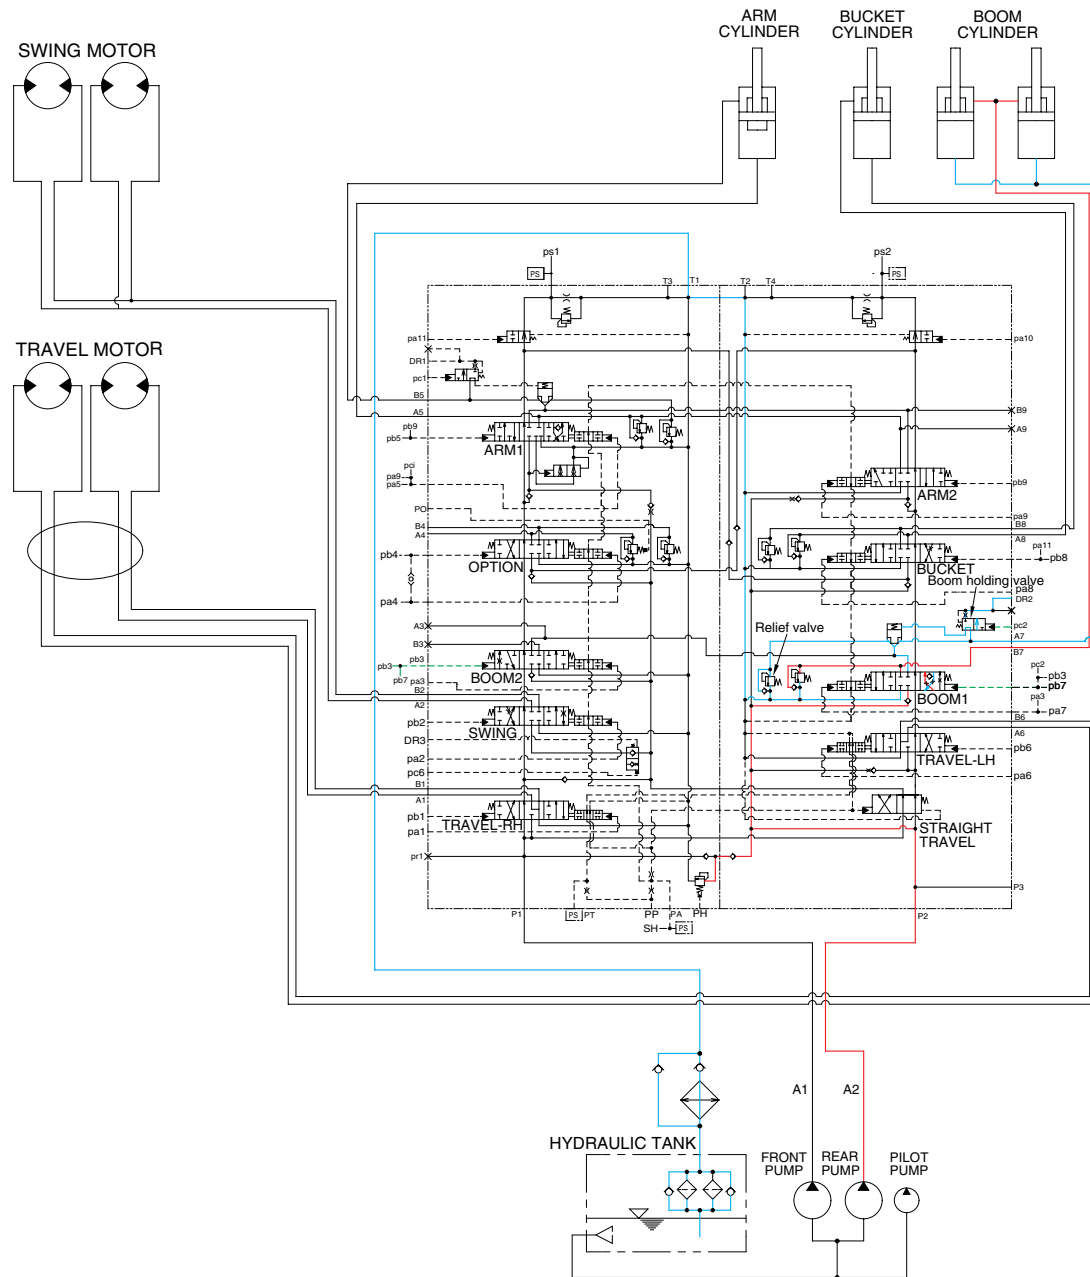 ARM
CYLINDER
BUCKET
CYLINDER
BOOM
CYLINDER
SWING MOTOR
TRAVEL MOTOR
ps1
PS
T3
T1
T2
T4
ps2
PS
pa11
DR1
pc1
B5
A5
pb9
pb5
ARM1
pci
pa9
pa5
PO
B4
A4
pb4
OPTION
pa4
A3
B3
pb3
pb3
BOOM2
pb7
pa3
B2
A2
pb2
SWING
DR3
pa2
pc6
B1
A1
pb1
TRAVEL-RH
pa1
pr1
pa10
B9
A9
ARM2
pb9
pa9
B8
A8
pa11
BUCKET
pb8
Boom holding valve
pa8
DR2
pc2
Relief valve
A7
B7
pc2
pb3
pb7
BOOM1
pa3
pa7
B6
A6
TRAVEL-LH
pb6
pa6
STRAIGHT
TRAVEL
P3
P1
PS
PT
PP
PA
PH
P2
SH
PS
A1
A2
HYDRAULIC TANK
FRONT
PUMP
REAR
PUMP
PILOT
PUMP